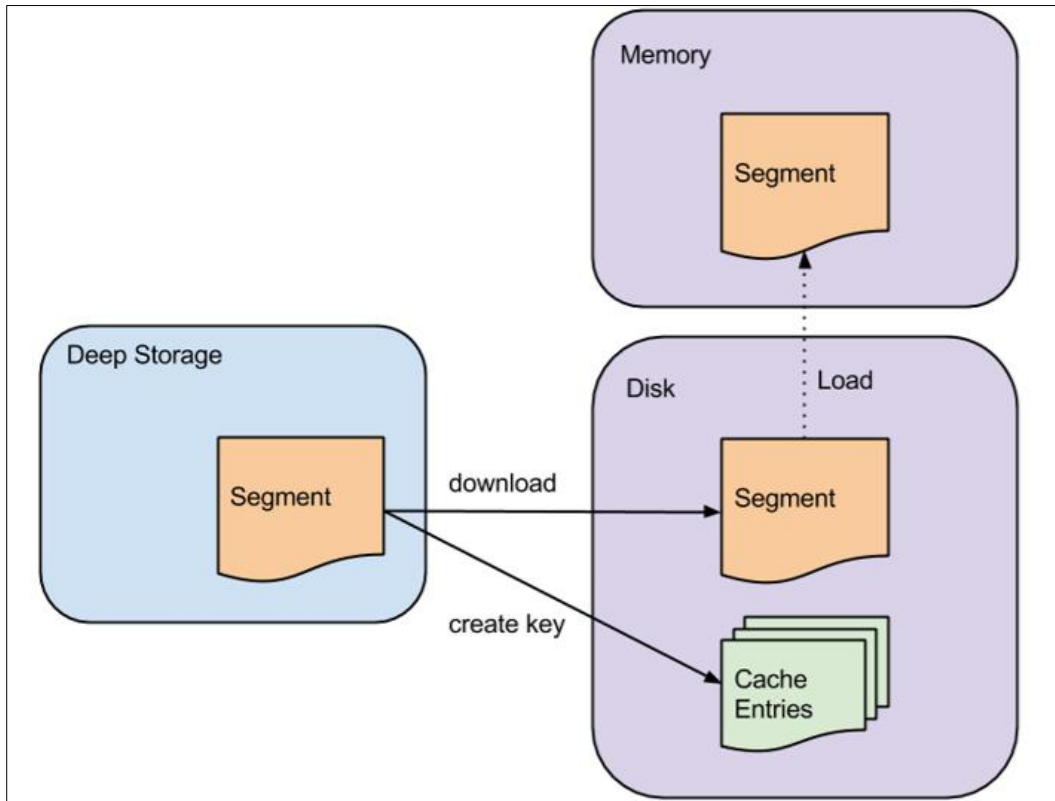 Memory
Segment
Deep Storage
Disk
Load
Segment
download
Segment
create key
Cache
Entries